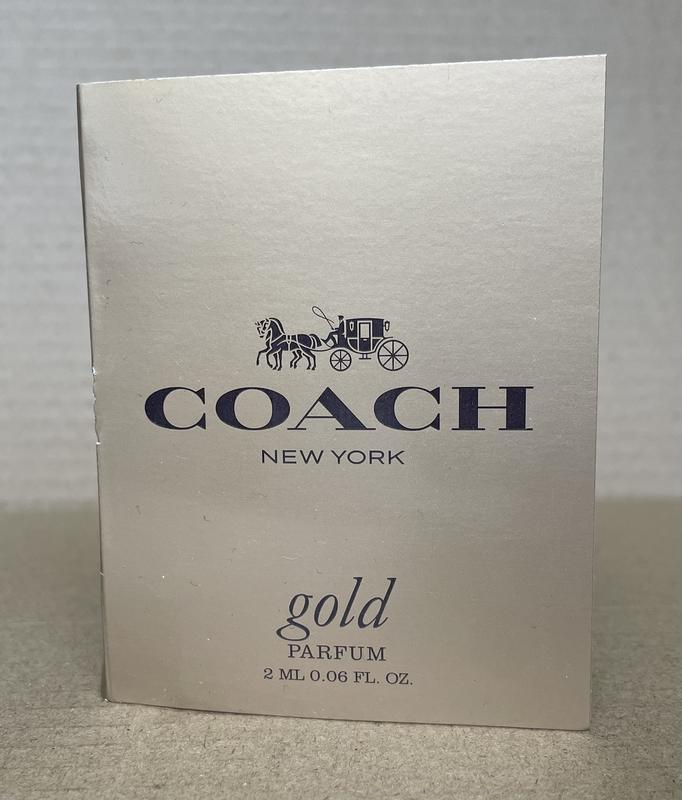 COACH
NEW YORK
gold
PARFUM
2 ML 0.06 FL. OZ.